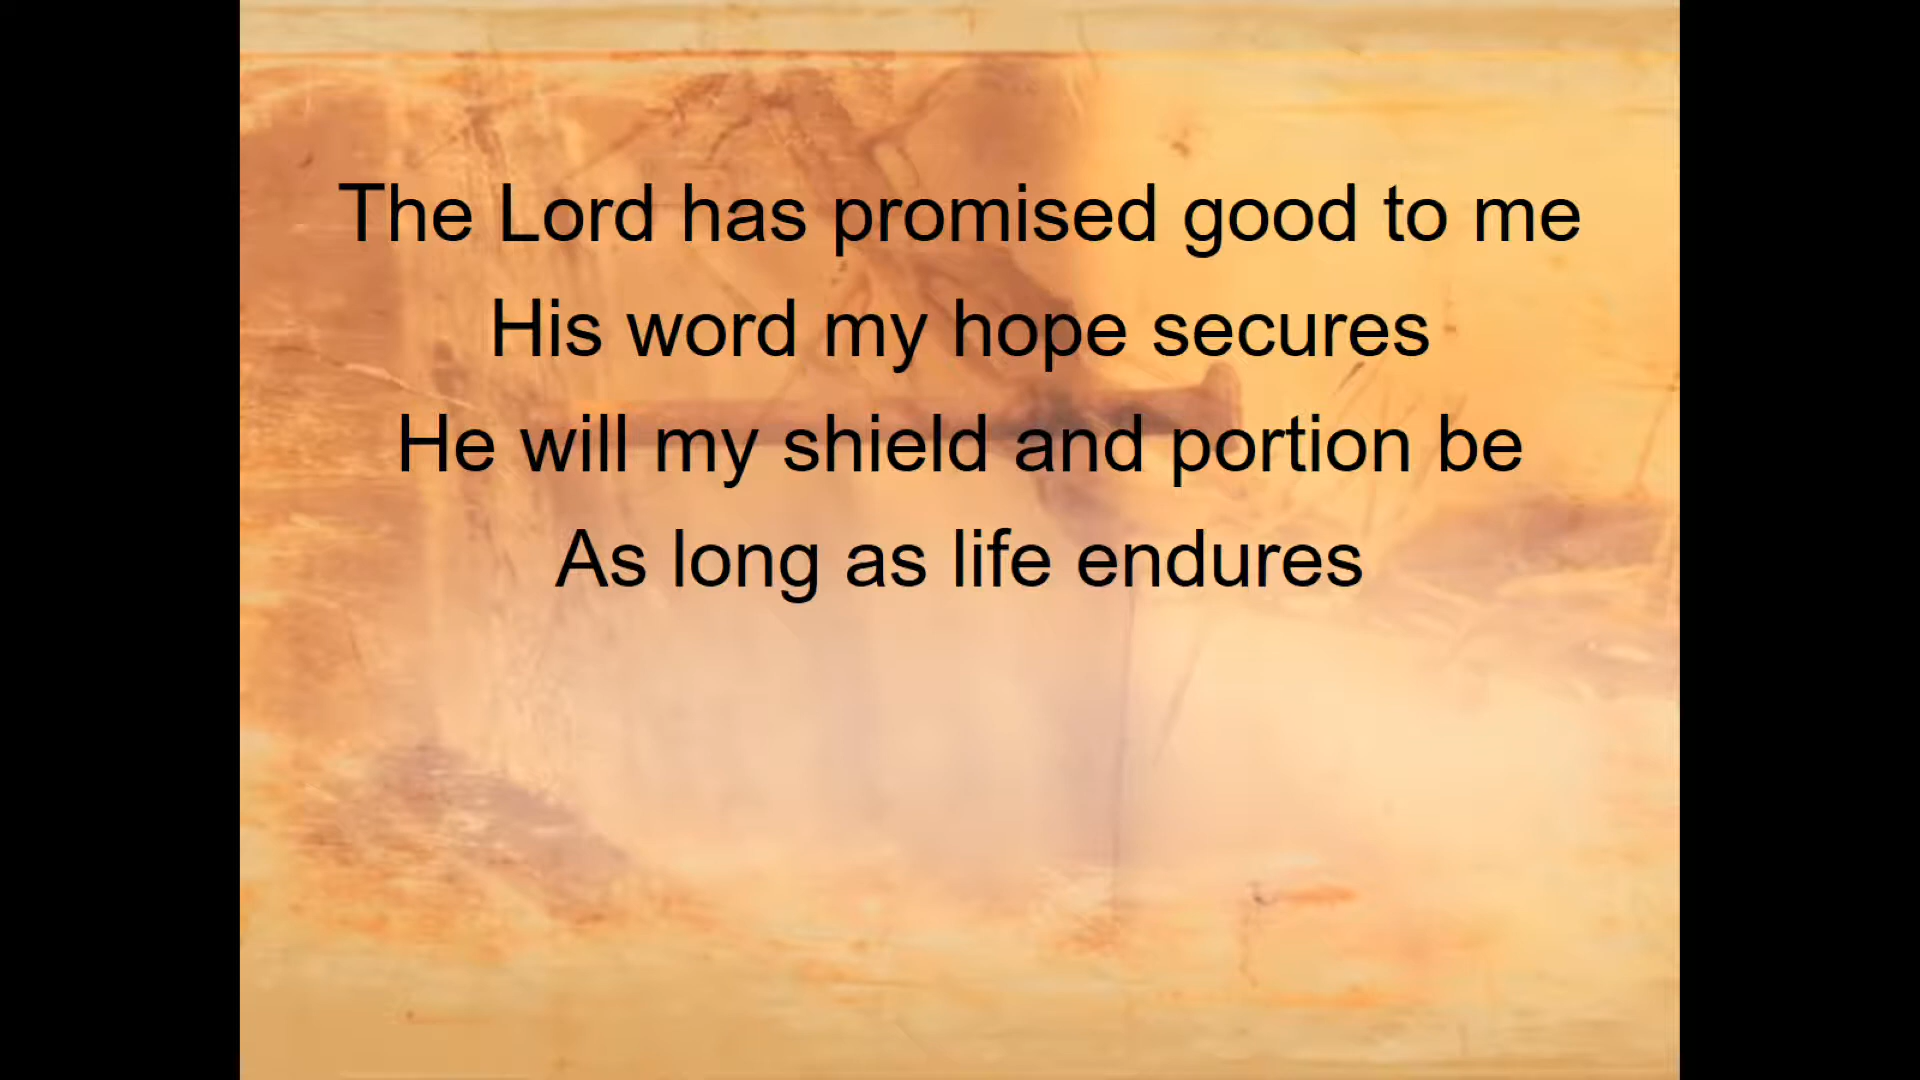 The Lord has promised good to me
His word my hope secures
He will my shield and portion be
As long as life endures